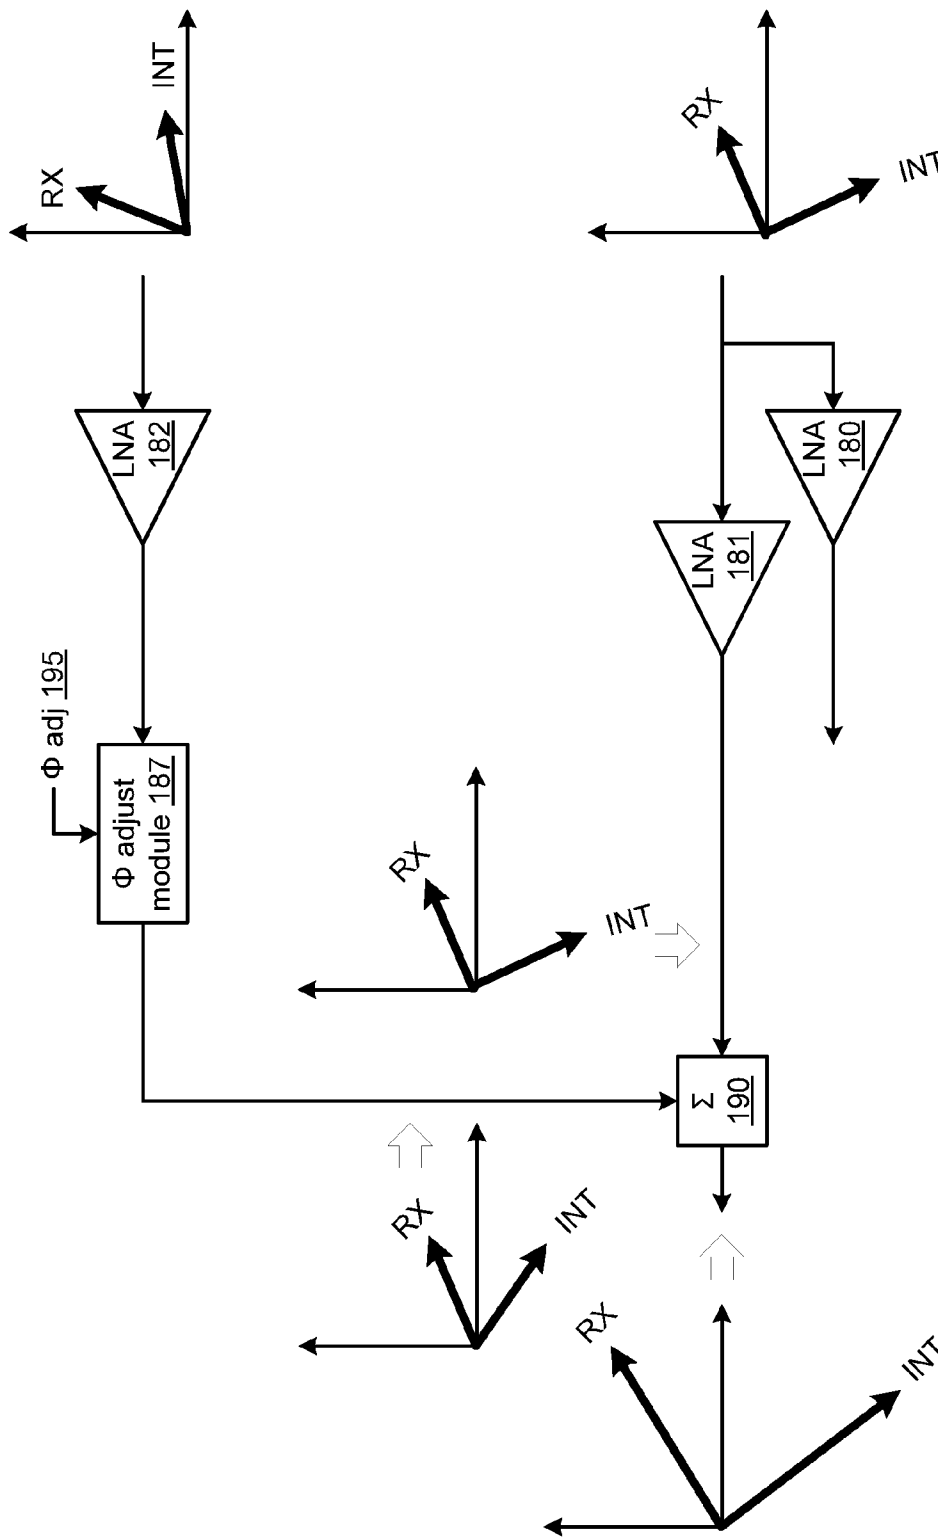 RX
INT
LNA
182
Φ adj 195
Φ adjust
module 187
RX
INT
LNA
180
LNA
181
RX
INT
Σ
190
RX
INT
RX
INT